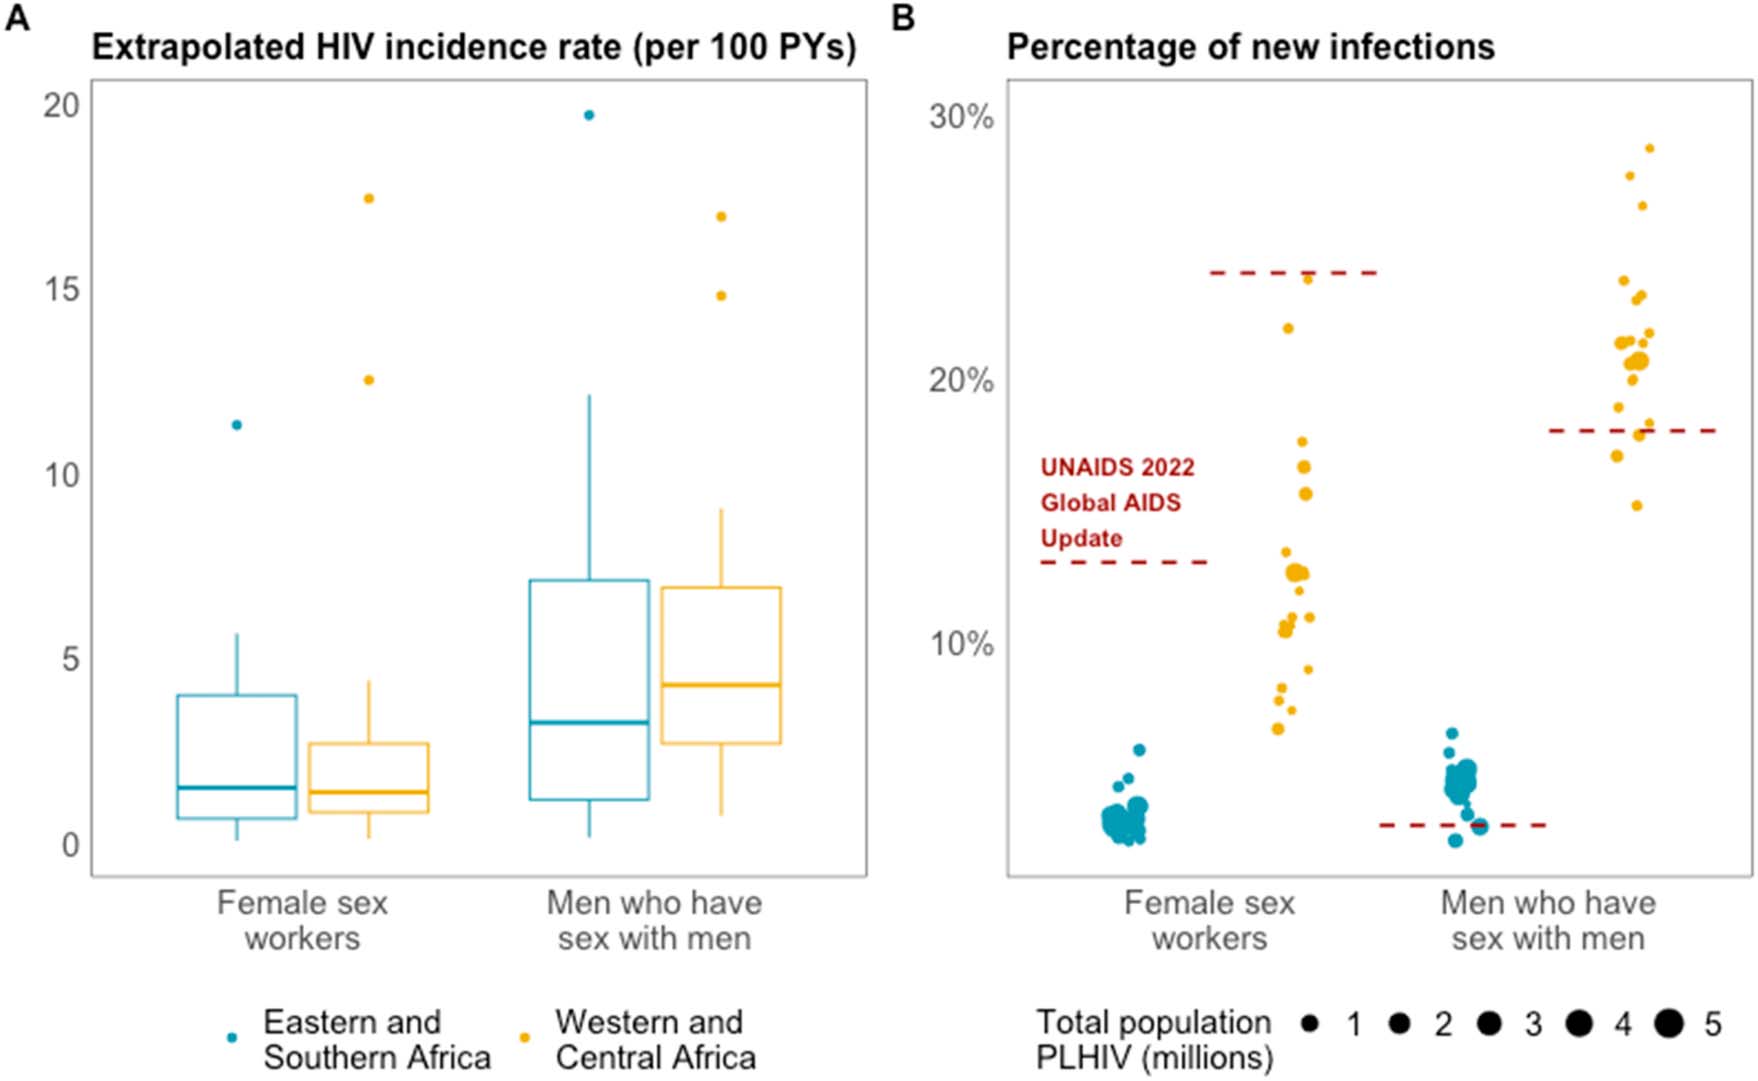 A
Extrapolated HIV incidence rate (per 100 PYs)
20
15
10
5
0
Female sex
workers
Men who have
sex with men
Eastern and
Southern Africa
Western and
Central Africa
B
Percentage of new infections
30%
20%
10%
UNAIDS 2022
Global AIDS
Update
Female sex
workers
Men who have
sex with men
Total population
PLHIV (millions)
1 2 3 4 5